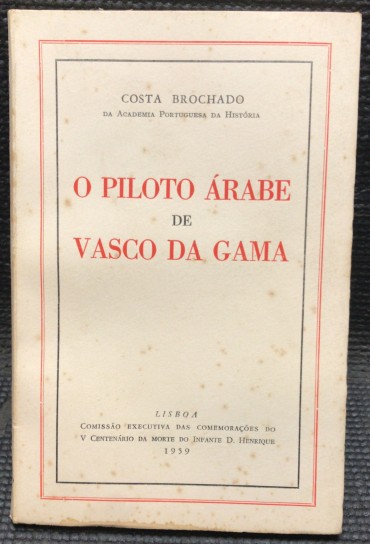 COSTA BROCHADO
DA ACADEMIA PORTUGUESA DA HISTÓRIA
O PILOTO ÁRABE
DE
VASCO DA GAMA
LISBOA
COMISSÃO EXECUTIVA DAS COMEMORAÇÕES DO
V CENTENÁRIO DA MORTE DO INFANTE D. HENRIQUE
1959